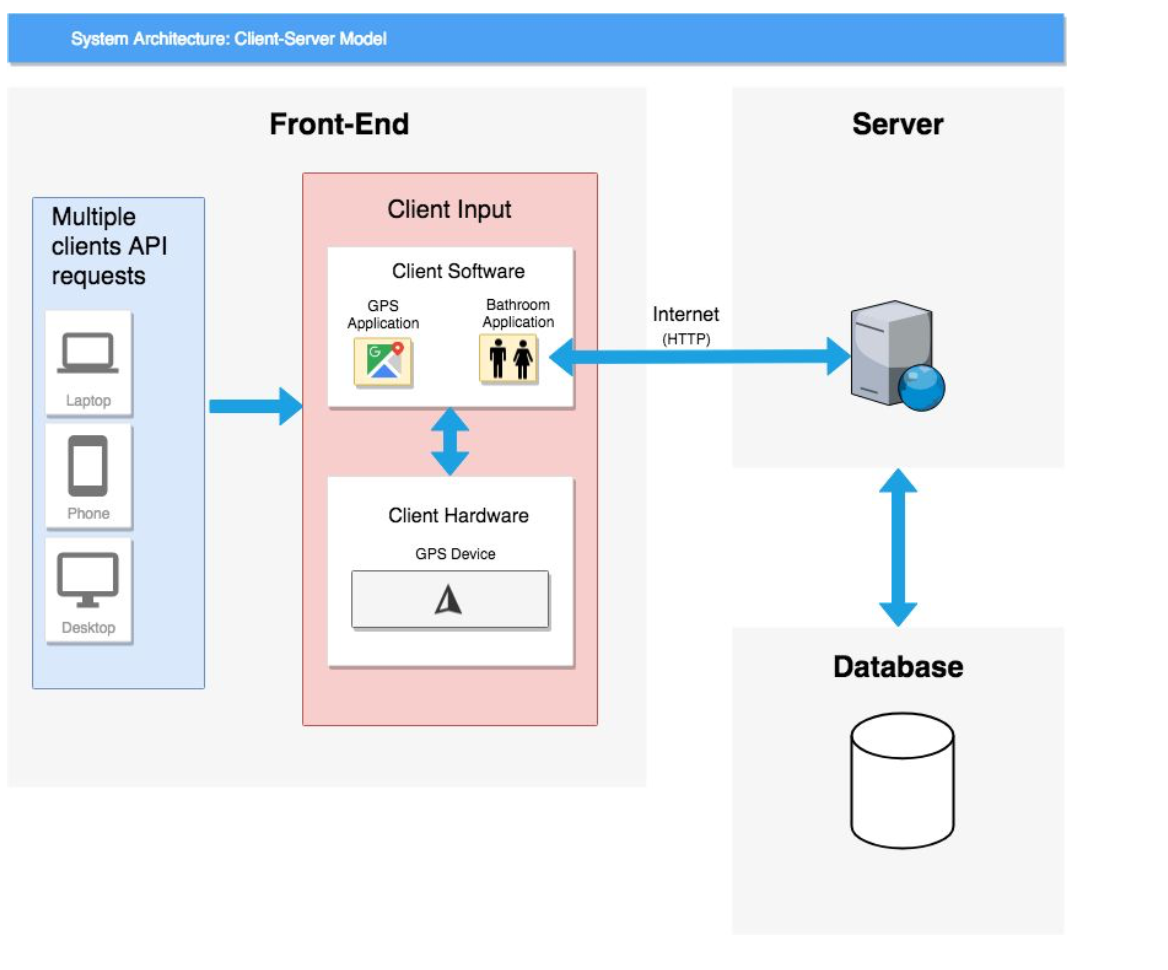 System Architecture: Client-Server Model
Front-End
Multiple
clients API
requests
Laptop
Phone
Desktop
Client Input
Client Software
GPS
Application
Bathroom
Application
G
Client Hardware
GPS Device
Internet
(HTTP)
Server
Database